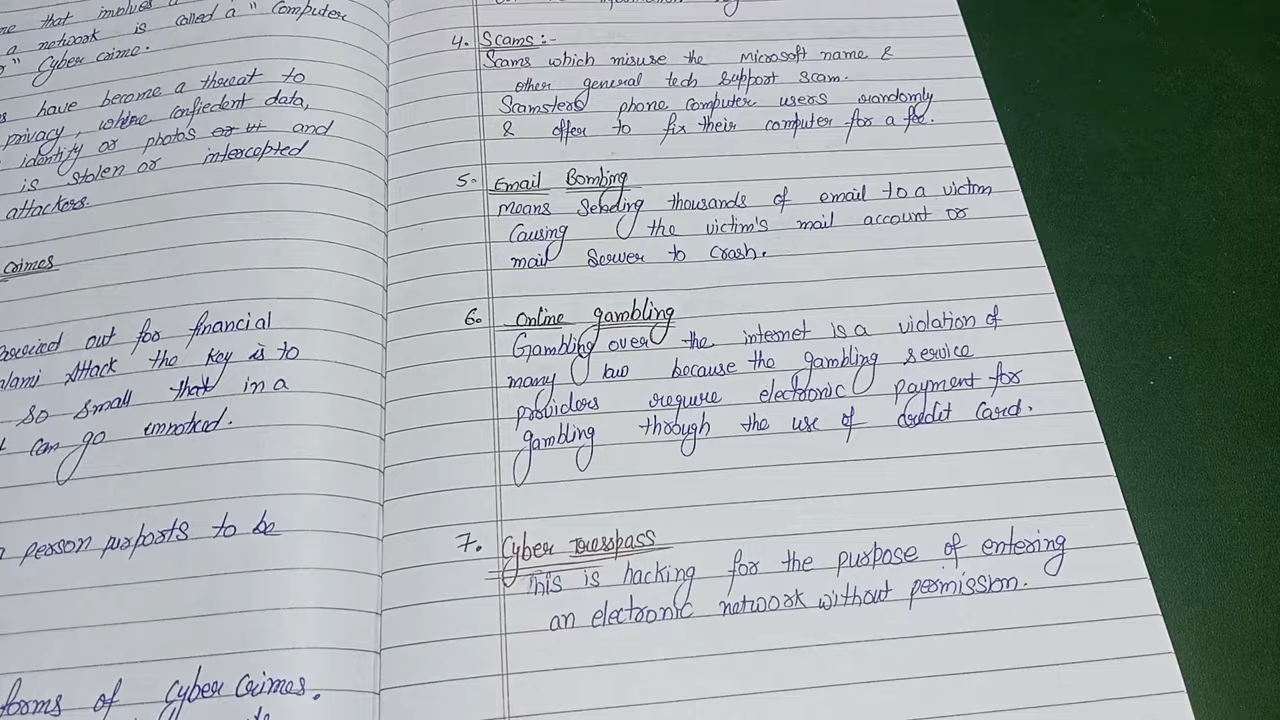 that involves
a network is called a " Computer
" Cyber crime.
have become a threat to
privacy, where confiedent data,
identity or photos and
is stolen or intercepted
attackers.
crimes
out for financial
Attack the key is to
so small that in a
can go unnoticed.
person purports to be
forms of Cyber Crimes.
4. Scams :-
Scams which misuse the Microsoft name &
other general tech support scam.
Scamsters phone computer users randomly
& offer to fix their computer for a fee.
5. Email Bombing
Means Sending thousands of email to a victim
Causing the victim's mail account or
mail Server to Crash.
6. Online gambling
Gambling over the internet is a violation of
many law because the gambling service
providers require electronic payment for
gambling through the use of Credit Card.
7. Cyber Tresspass
This is hacking for the purpose of entering
an electronic network without permission.